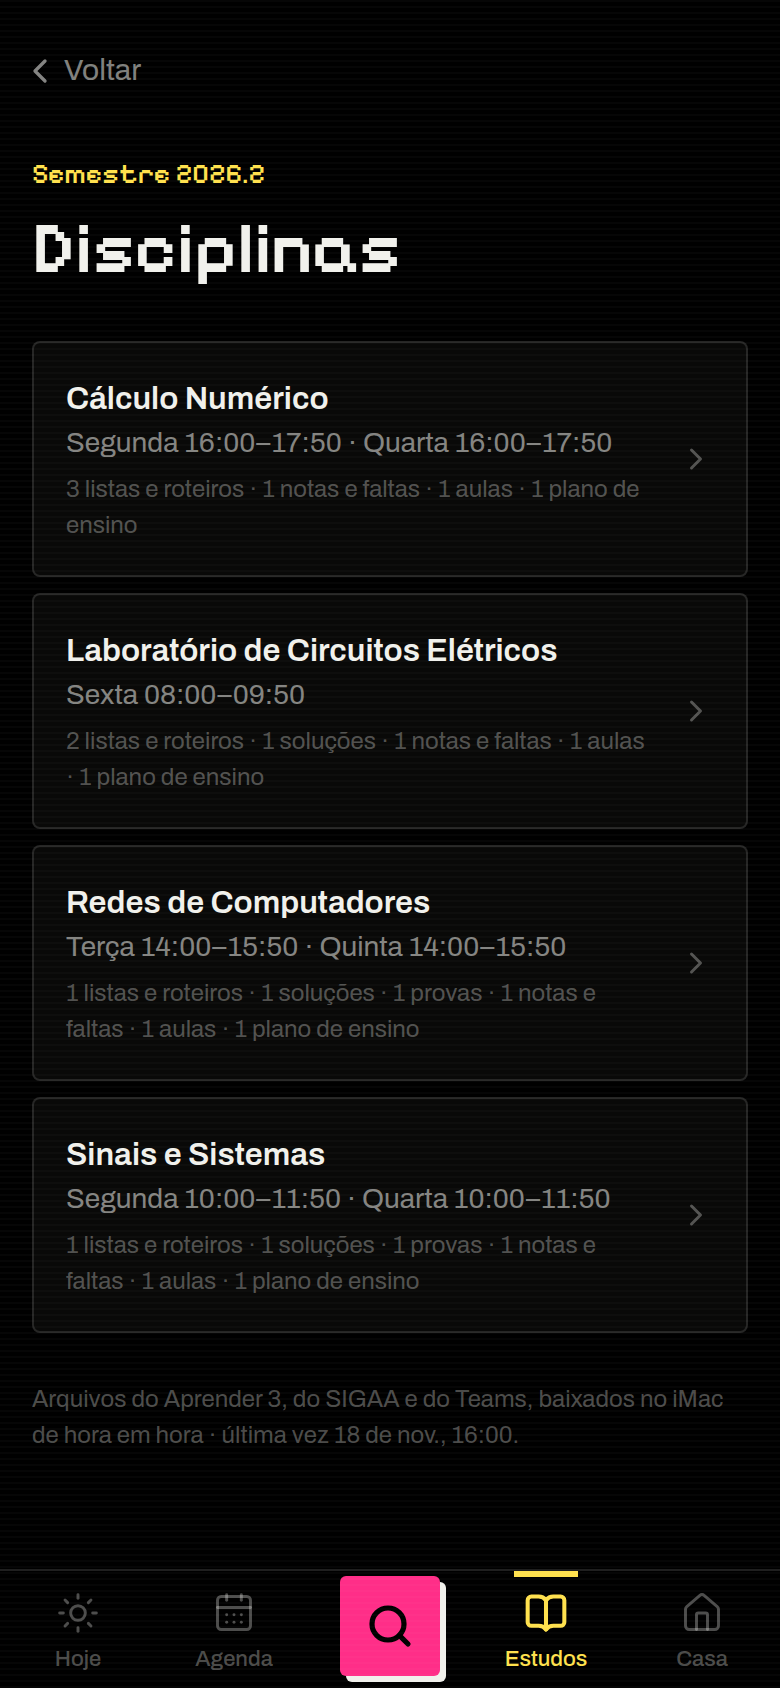 Voltar
Semestre 2026.2
Disciplinas
Cálculo Numérico
Segunda 16:00–17:50 · Quarta 16:00–17:50
3 listas e roteiros · 1 notas e faltas · 1 aulas · 1 plano de
ensino
Laboratório de Circuitos Elétricos
Sexta 08:00–09:50
2 listas e roteiros · 1 soluções · 1 notas e faltas · 1 aulas
· 1 plano de ensino
Redes de Computadores
Terça 14:00–15:50 · Quinta 14:00–15:50
1 listas e roteiros · 1 soluções · 1 provas · 1 notas e
faltas · 1 aulas · 1 plano de ensino
Sinais e Sistemas
Segunda 10:00–11:50 · Quarta 10:00–11:50
1 listas e roteiros · 1 soluções · 1 provas · 1 notas e
faltas · 1 aulas · 1 plano de ensino
Arquivos do Aprender 3, do SIGAA e do Teams, baixados no iMac
de hora em hora · última vez 18 de nov., 16:00.
Hoje
Agenda
Estudos
Casa